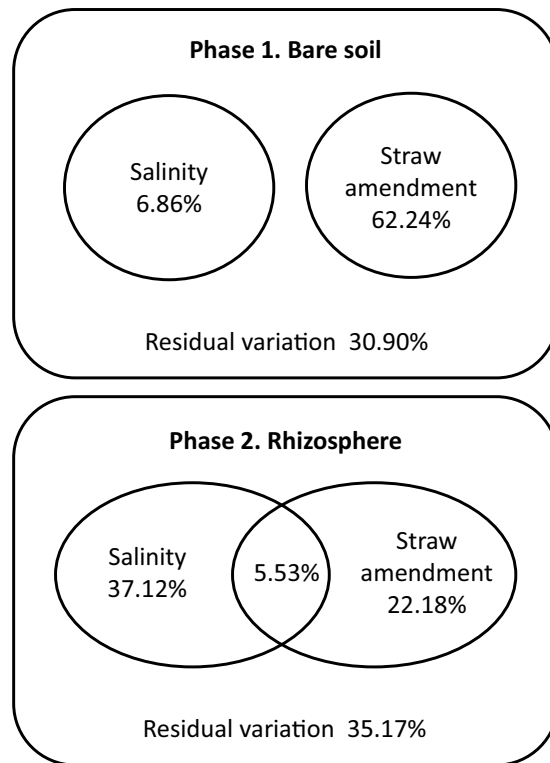 Phase 1. Bare soil
Salinity
6.86%
Straw
amendment
62.24%
Residual variation 30.90%
Phase 2. Rhizosphere
Salinity
37.12%
5.53%
Straw
amendment
22.18%
Residual variation 35.17%